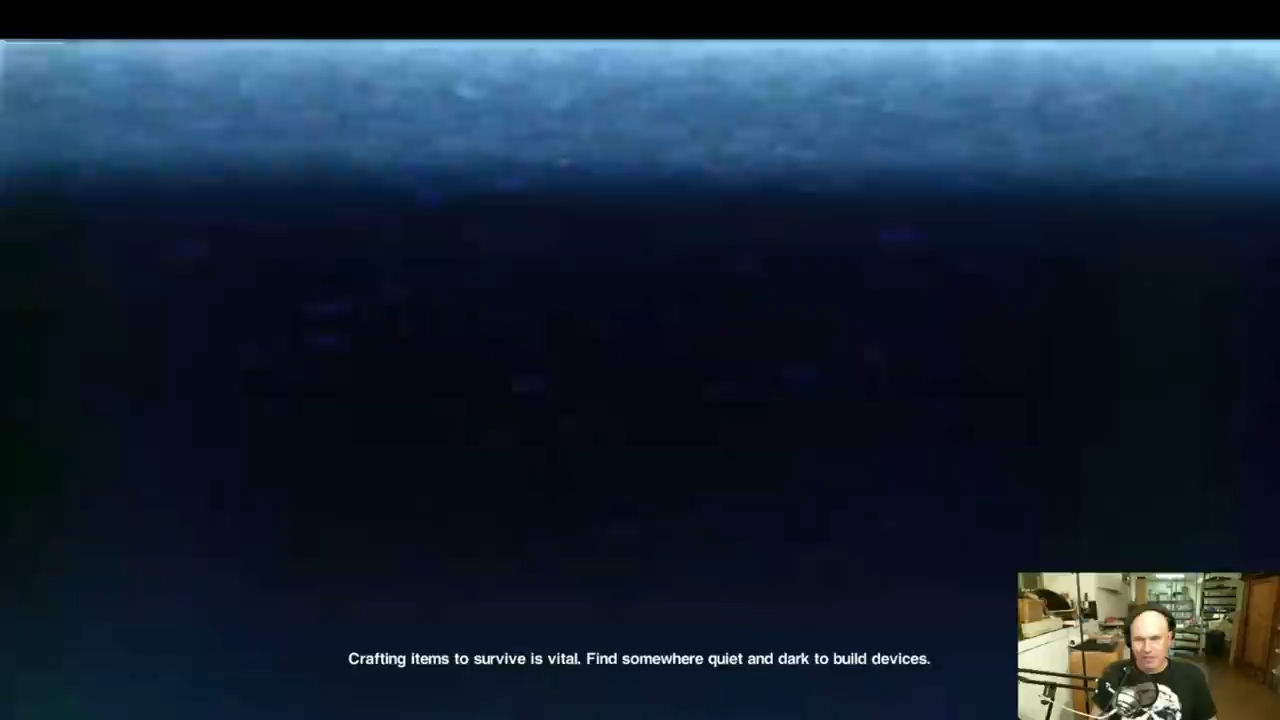 Crafting items to survive is vital. Find somewhere quiet and dark to build devices.